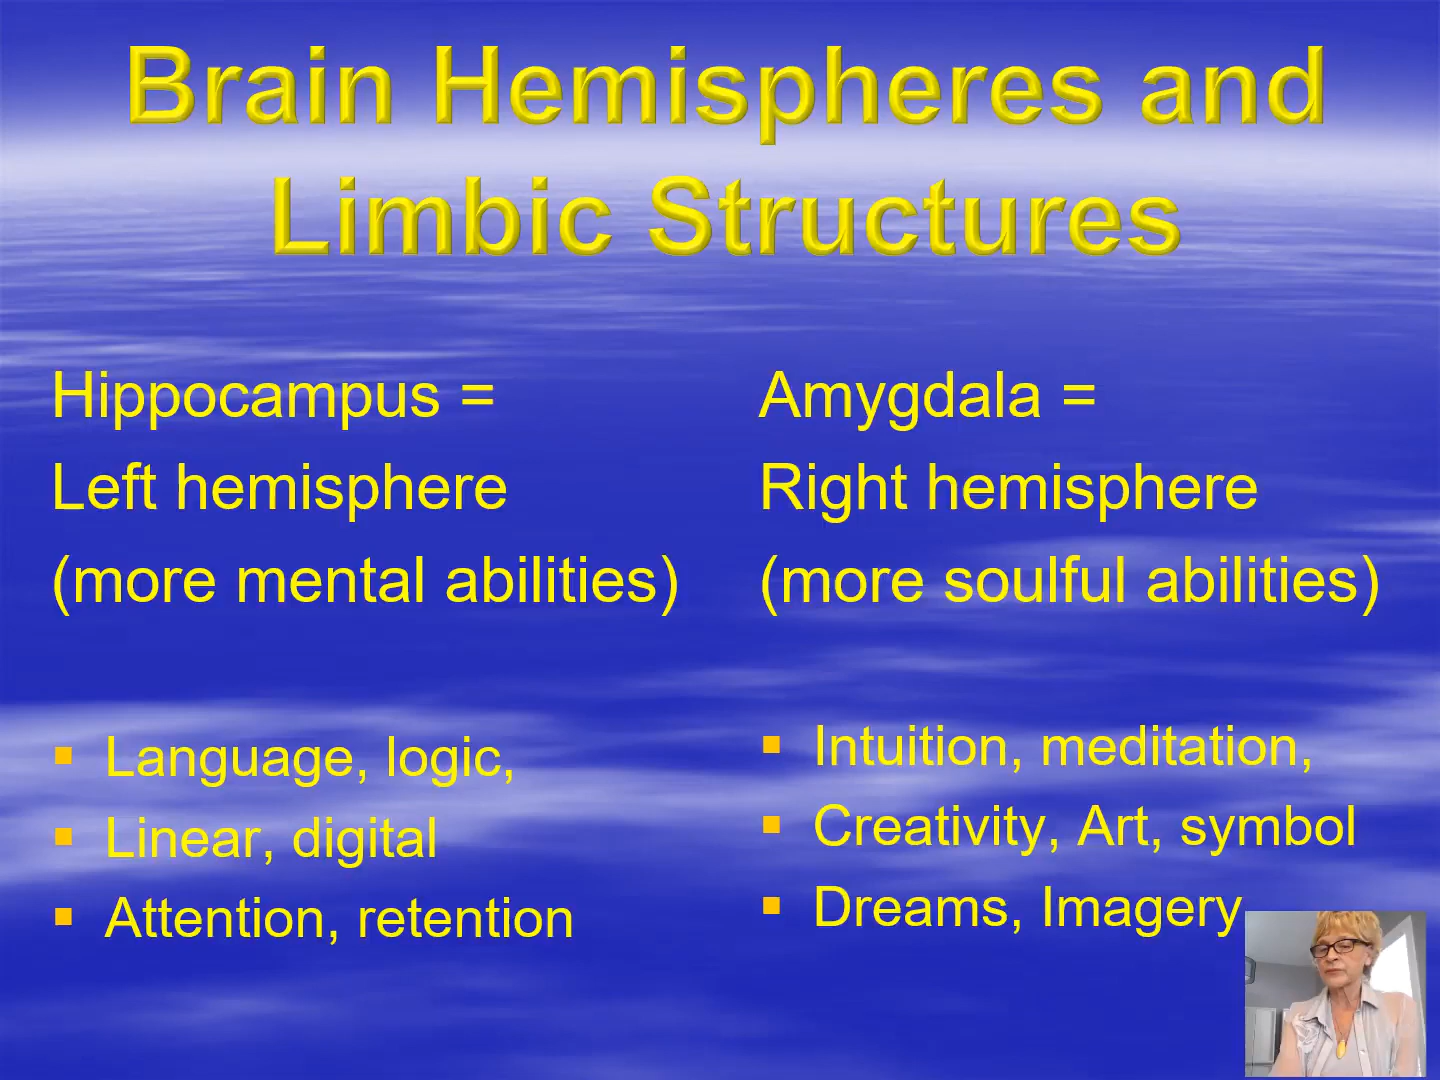 Brain Hemispheres and
Limbic Structures
Hippocampus =
Left hemisphere
(more mental abilities)
Language, logic,
Linear, digital
Attention, retention
Amygdala =
Right hemisphere
(more soulful abilities)
Intuition, meditation,
Creativity, Art, symbol
Dreams, Imagery